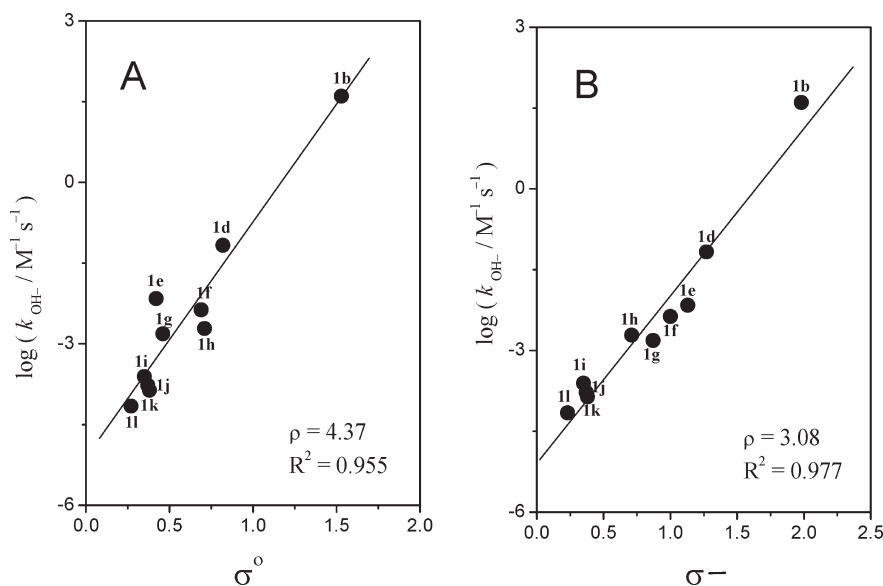 A
log (k OH– / M⁻¹ s⁻¹)
3
0
-3
-6
0.0 0.5 1.0 1.5 2.0
σ°
1b
1d
1e
1f
1g
1h
1i
1j
1k
1l
ρ = 4.37
R² = 0.955
B
log (k OH– / M⁻¹ s⁻¹)
3
0
-3
-6
0.0 0.5 1.0 1.5 2.0 2.5
σ−
1b
1d
1e
1h
1f
1g
1i
1j
1l
1k
ρ = 3.08
R² = 0.977